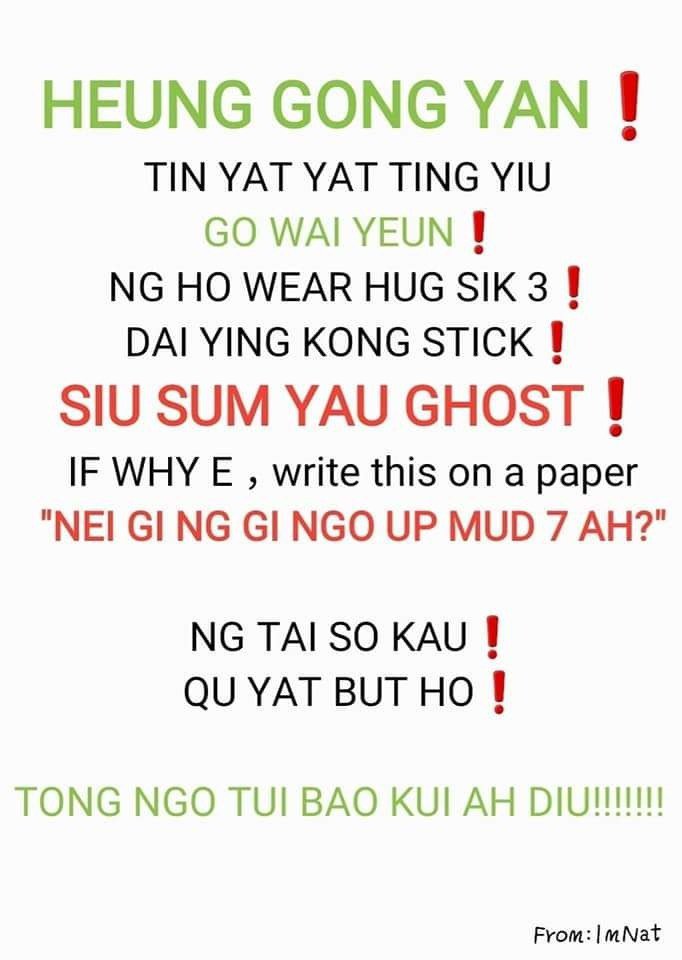 HEUNG GONG YAN❗
TIN YAT YAT TING YIU
GO WAI YEUN❗
NG HO WEAR HUG SIK 3❗
DAI YING KONG STICK❗
SIU SUM YAU GHOST❗
IF WHY E , write this on a paper
"NEI GI NG GI NGO UP MUD 7 AH?"
NG TAI SO KAU❗
QU YAT BUT HO❗
TONG NGO TUI BAO KUI AH DIU!!!!!!!
From:ImNat